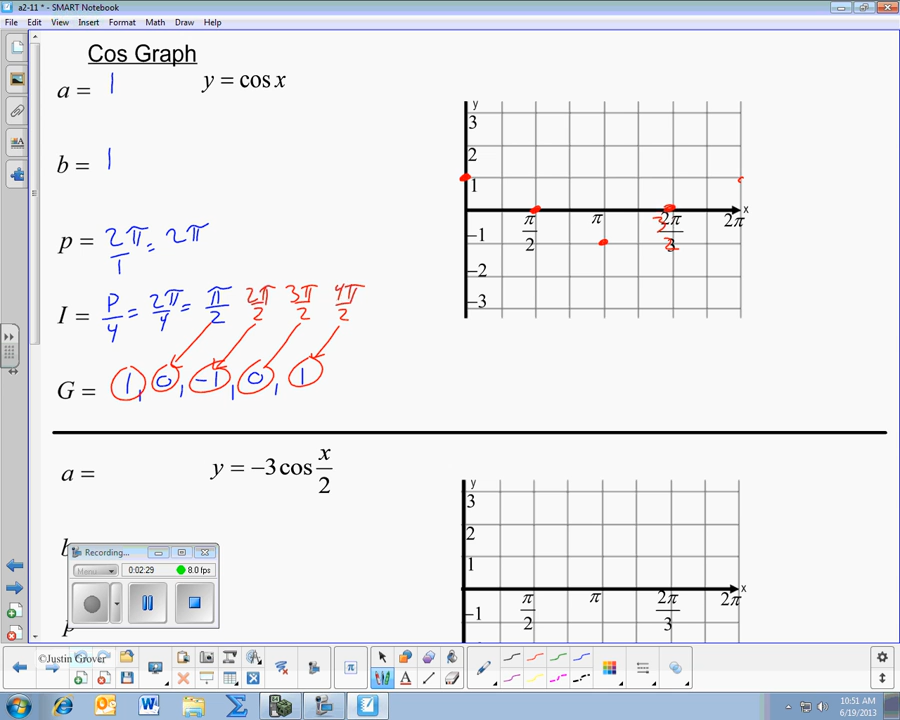 a2-11 * - SMART Notebook
File Edit View Insert Format Math Draw Help
Cos Graph
a = 1
y = cos x
b = 1
p = 2π/1 = 2π
I = P/4 = 2π/4 = π/2 2π/2 3π/2 4π/2
G = 1, 0, -1, 0, 1
y
3
2
1
x
π/2 π 2π/3 2π
3 2
-1
-2
-3
a =
y = -3cos x/2
b
p
y
3
2
1
x
π/2 π 2π/3 2π
-1
Recording...
Menu
0:02:29 8.0 fps
©Justin Grover
10:51 AM
6/19/2013